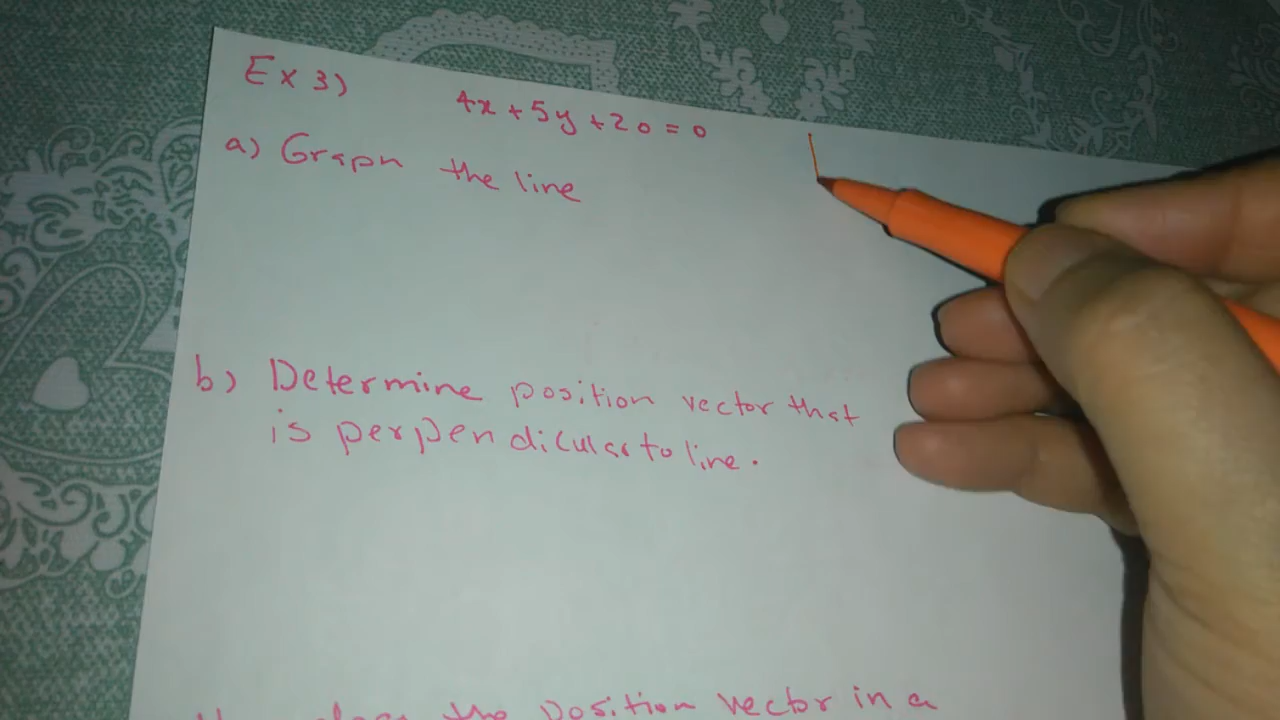 Ex 3) 4x + 5y + 20 = 0
a) Graph the line
b) Determine position vector that
is perpendicular to line.
the position vector in a